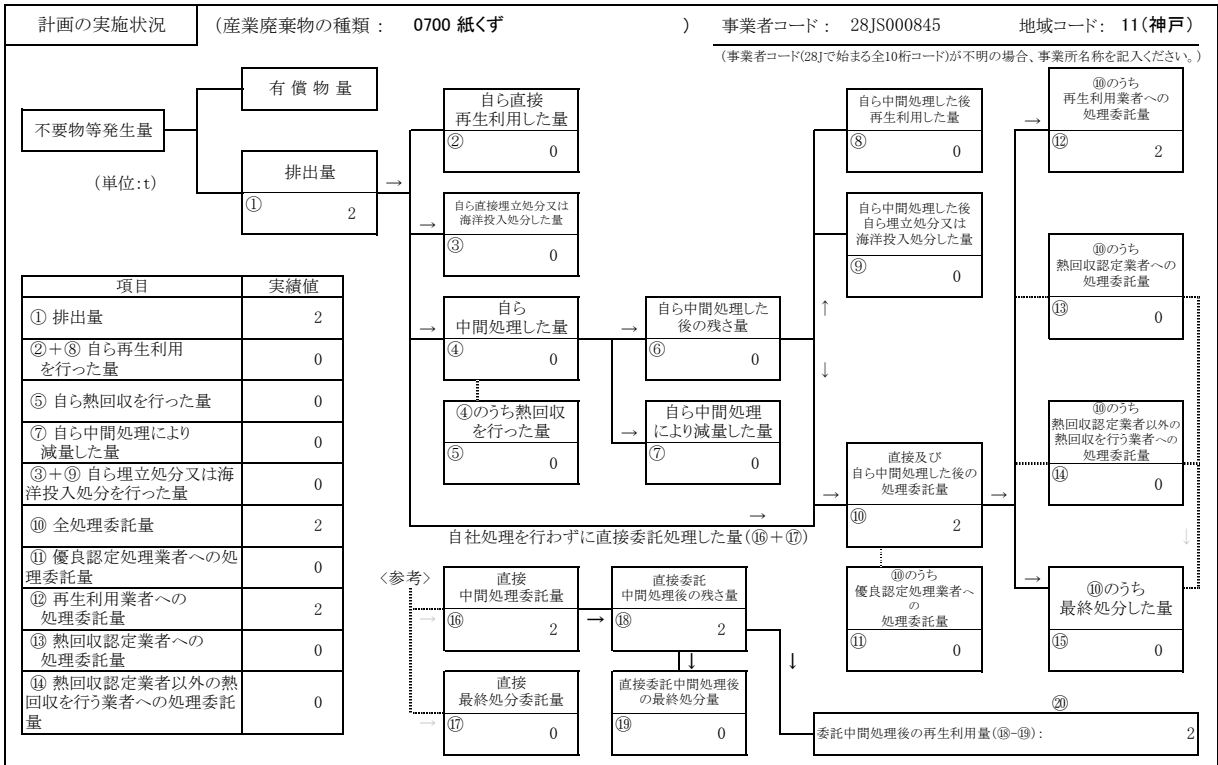 計画の実施状況
(産業廃棄物の種類： 0700 紙くず )
事業者コード： 28JS000845
地域コード： 11(神戸)
(事業者コード(28Jで始まる全10桁コード)が不明の場合、事業所名称を記入ください。)
不要物等発生量
(単位:t)
有償物量
排出量
→
① 2
自ら直接
再生利用した量
② 0
→
自ら直接埋立処分又は
海洋投入処分した量
③ 0
→
自ら
中間処理した量
④ 0
④のうち熱回収
を行った量
⑤ 0
→
自ら中間処理した
後の残さ量
⑥ 0
→
自ら中間処理
により減量した量
⑦ 0
自ら中間処理した後
再生利用した量
⑧ 0
自ら中間処理した後
自ら埋立処分又は
海洋投入処分した量
⑨ 0
↑
↓
→
直接及び
自ら中間処理した後の
処理委託量
⑩ 2
→
⑩のうち
優良認定処理業者へ
の
処理委託量
⑪ 0
→
⑩のうち
再生利用業者への
処理委託量
⑫ 2
⑩のうち
熱回収認定業者への
処理委託量
⑬ 0
⑩のうち
熱回収認定業者以外の
熱回収を行う業者への
処理委託量
⑭ 0
↓
→
⑩のうち
最終処分した量
⑮ 0
→
自社処理を行わずに直接委託処理した量(⑯＋⑰)
項目 実績値
① 排出量 2
②＋⑧ 自ら再生利用
を行った量 0
⑤ 自ら熱回収を行った量 0
⑦ 自ら中間処理により
減量した量 0
③＋⑨ 自ら埋立処分又は海
洋投入処分を行った量 0
⑩ 全処理委託量 2
⑪ 優良認定処理業者への処
理委託量 0
⑫ 再生利用業者への
処理委託量 2
⑬ 熱回収認定業者への
処理委託量 0
⑭ 熱回収認定業者以外の熱
回収を行う業者への処理委託
量 0
〈参考〉
→
直接
中間処理委託量
⑯ 2
→
直接委託
中間処理後の残さ量
⑱ 2
↓
↓
→
直接
最終処分委託量
⑰ 0
直接委託中間処理後
の最終処分量
⑲ 0
⑳
委託中間処理後の再生利用量(⑱-⑲)： 2